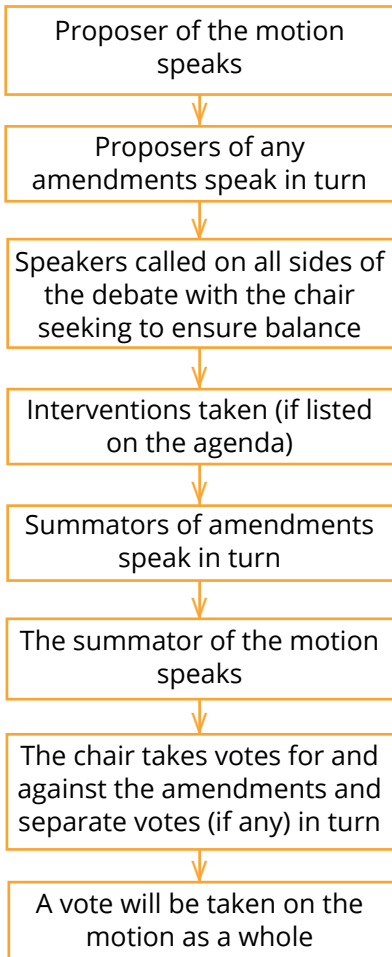 Proposer of the motion
speaks
Proposers of any
amendments speak in turn
Speakers called on all sides of
the debate with the chair
seeking to ensure balance
Interventions taken (if listed
on the agenda)
Summators of amendments
speak in turn
The summator of the motion
speaks
The chair takes votes for and
against the amendments and
separate votes (if any) in turn
A vote will be taken on the
motion as a whole